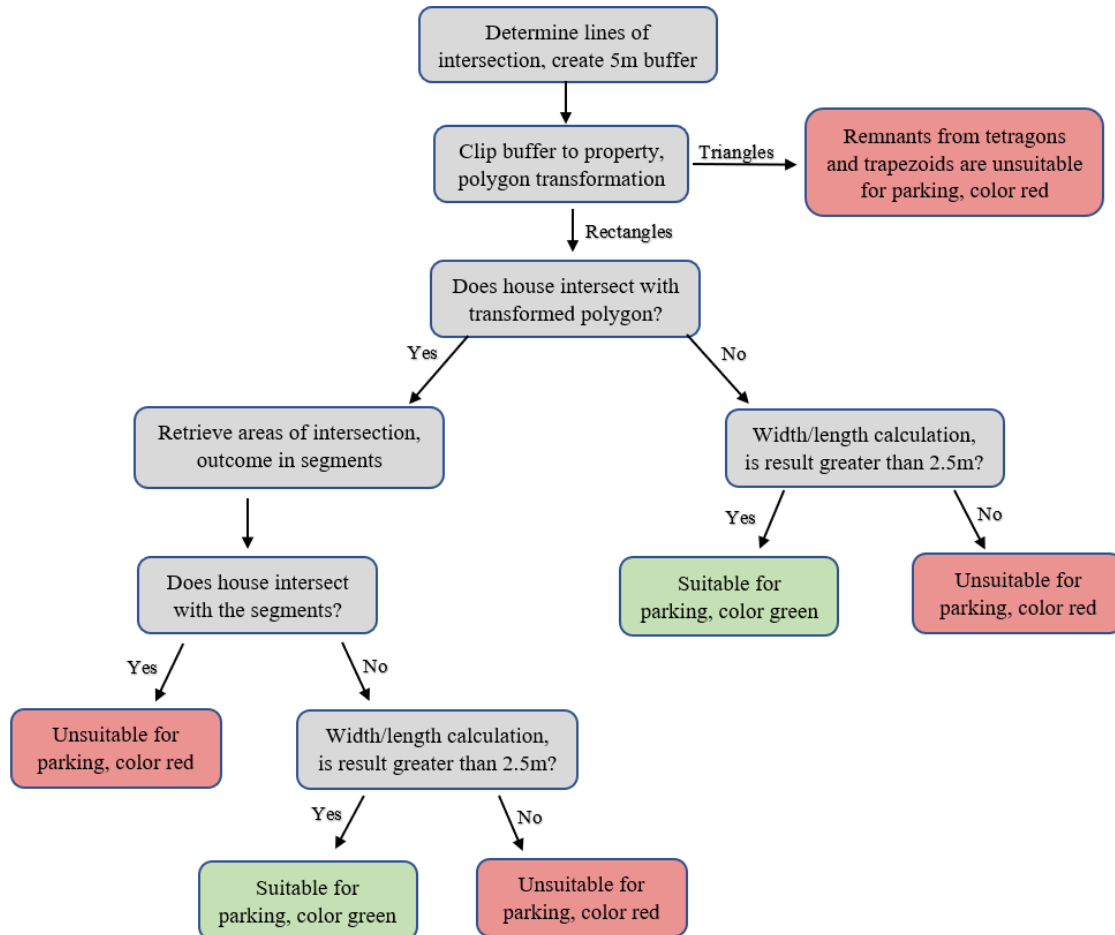 Determine lines of
intersection, create 5m buffer
Clip buffer to property,
polygon transformation
Triangles
Remnants from tetragons
and trapezoids are unsuitable
for parking, color red
Rectangles
Does house intersect with
transformed polygon?
Yes
No
Retrieve areas of intersection,
outcome in segments
Width/length calculation,
is result greater than 2.5m?
Yes
No
Does house intersect
with the segments?
Suitable for
parking, color green
Unsuitable for
parking, color red
Yes
No
Unsuitable for
parking, color red
Width/length calculation,
is result greater than 2.5m?
Yes
No
Suitable for
parking, color green
Unsuitable for
parking, color red